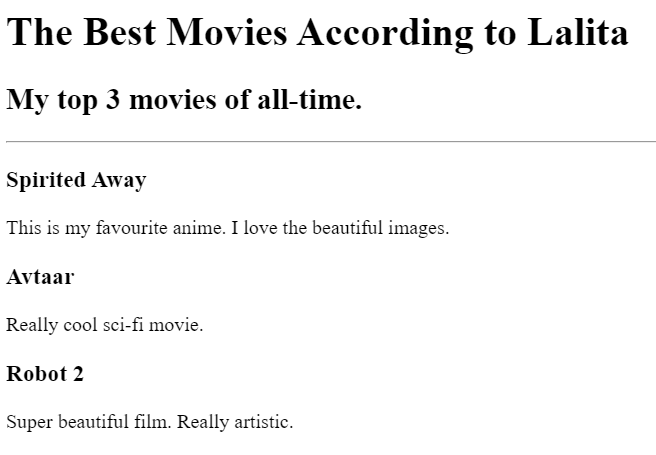 The Best Movies According to Lalita
My top 3 movies of all-time.
Spirited Away
This is my favourite anime. I love the beautiful images.
Avtaar
Really cool sci-fi movie.
Robot 2
Super beautiful film. Really artistic.